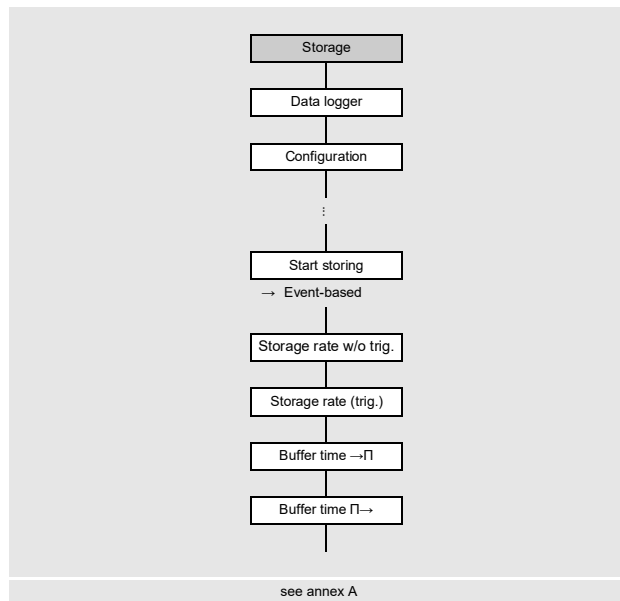 Storage
Data logger
Configuration
⋮
Start storing
→ Event-based
Storage rate w/o trig.
Storage rate (trig.)
Buffer time →Π
Buffer time Π→
see annex A